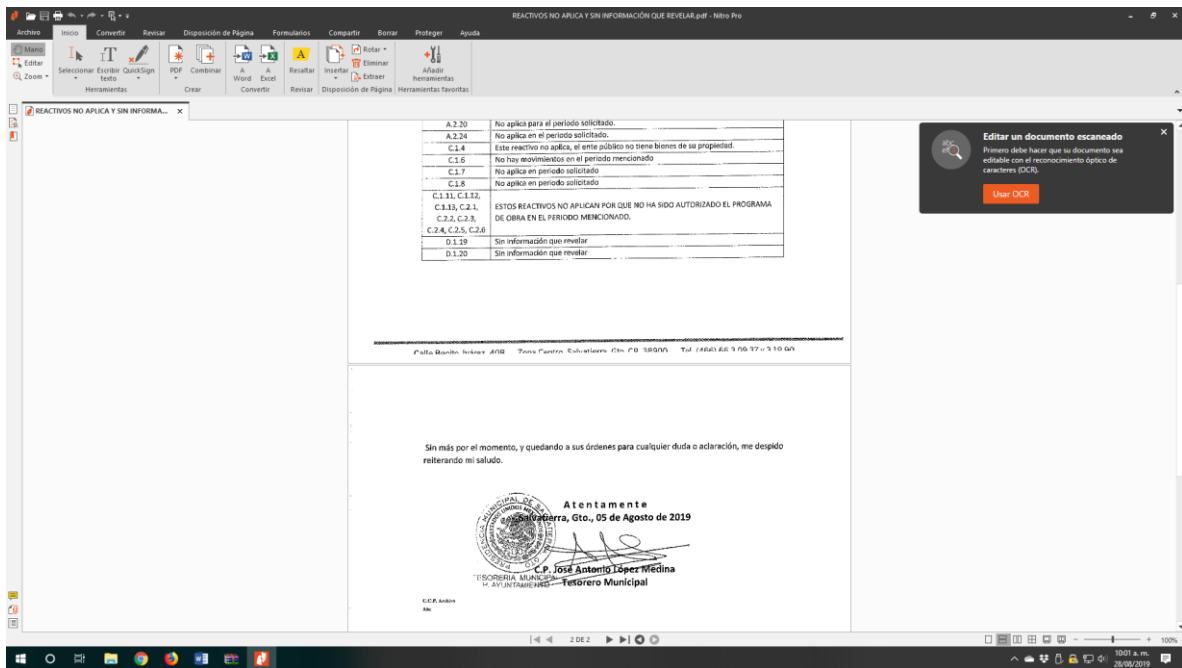 REACTIVOS NO APLICA Y SIN INFORMACIÓN QUE REVELAR.pdf - Nitro Pro
Archivo Inicio Convertir Revisar Disposición de Página Formularios Compartir Borrar Proteger Ayuda
Mano
Editar
Zoom
Seleccionar
Escribir texto
QuickSign
Herramientas
PDF
Combinar
Crear
A Word
A Excel
Convertir
Resaltar
Revisar
Insertar
Rotar
Eliminar
Extraer
Disposición de Página
Añadir herramientas
Herramientas favoritas
REACTIVOS NO APLICA Y SIN INFORMA...
Editar un documento escaneado
Primero debe hacer que su documento sea
editable con el reconocimiento óptico de
caracteres (OCR).
Usar OCR
A.2.20 No aplica para el periodo solicitado.
A.2.24 No aplica en el periodo solicitado.
C.1.4 Este reactivo no aplica, el ente público no tiene bienes de su propiedad.
C.1.6 No hay movimientos en el periodo mencionado
C.1.7 No aplica en periodo solicitado
C.1.8 No aplica en periodo solicitado
C.1.11, C.1.12,
C.1.13, C.2.1,
C.2.2, C.2.3,
C.2.4, C.2.5, C.2.6
ESTOS REACTIVOS NO APLICAN POR QUE NO HA SIDO AUTORIZADO EL PROGRAMA
DE OBRA EN EL PERIODO MENCIONADO.
D.1.19 Sin información que revelar
D.1.20 Sin información que revelar
Sin más por el momento, y quedando a sus órdenes para cualquier duda o aclaración, me despido
reiterando mi saludo.
Atentamente
Salvatierra, Gto., 05 de Agosto de 2019
C.P. José Antonio López Medina
Tesorero Municipal
PRESIDENCIA MUNICIPAL DE
TESORERIA MUNICIPAL
H. AYUNTAMIENTO
C.C.P. Archivo
2 DE 2
100%
10:01 a. m.
28/08/2019